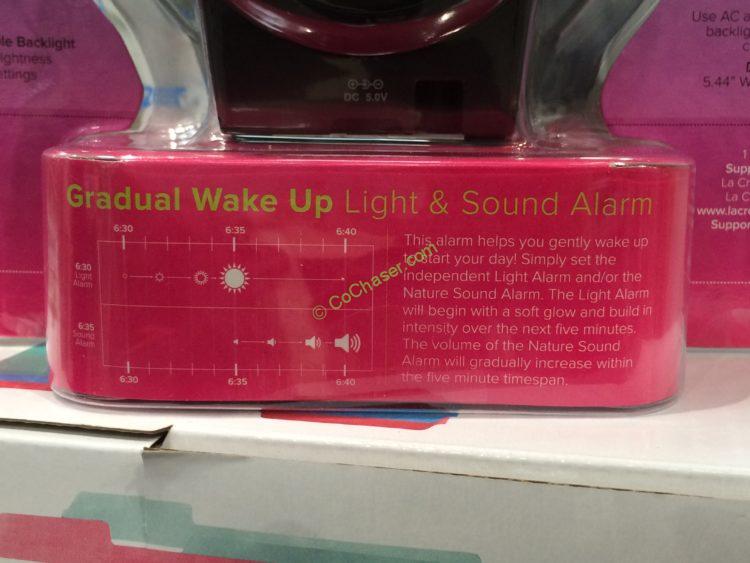 le Backlight
ightness
ettings
Use AC a
backlig
5.44" W
DC 5.0V
Supp
La Cr
La C
www.lacro
Suppor
Gradual Wake Up Light & Sound Alarm
6:30 6:35 6:40
6:30
Light
Alarm
6:35
Sound
Alarm
6:30 6:35 6:40
This alarm helps you gently wake up
start your day! Simply set the
independent Light Alarm and/or the
Nature Sound Alarm. The Light Alarm
will begin with a soft glow and build in
intensity over the next five minutes.
The volume of the Nature Sound
Alarm will gradually increase within
the five minute timespan.
© CoChaser.com